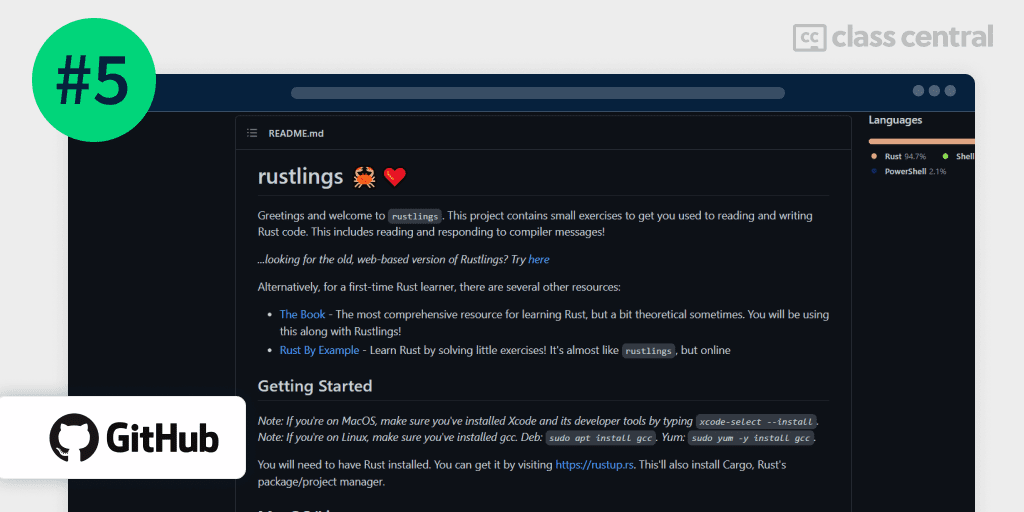 #5
class central
README.md
Languages
Rust 94.7%
Shell
PowerShell 2.1%
rustlings 🦀 ❤️
Greetings and welcome to rustlings. This project contains small exercises to get you used to reading and writing
Rust code. This includes reading and responding to compiler messages!
...looking for the old, web-based version of Rustlings? Try here
Alternatively, for a first-time Rust learner, there are several other resources:
• The Book - The most comprehensive resource for learning Rust, but a bit theoretical sometimes. You will be using
this along with Rustlings!
• Rust By Example - Learn Rust by solving little exercises! It's almost like rustlings, but online
Getting Started
Note: If you're on MacOS, make sure you've installed Xcode and its developer tools by typing xcode-select --install.
Note: If you're on Linux, make sure you've installed gcc. Deb: sudo apt install gcc. Yum: sudo yum -y install gcc.
You will need to have Rust installed. You can get it by visiting https://rustup.rs. This'll also install Cargo, Rust's
package/project manager.
GitHub